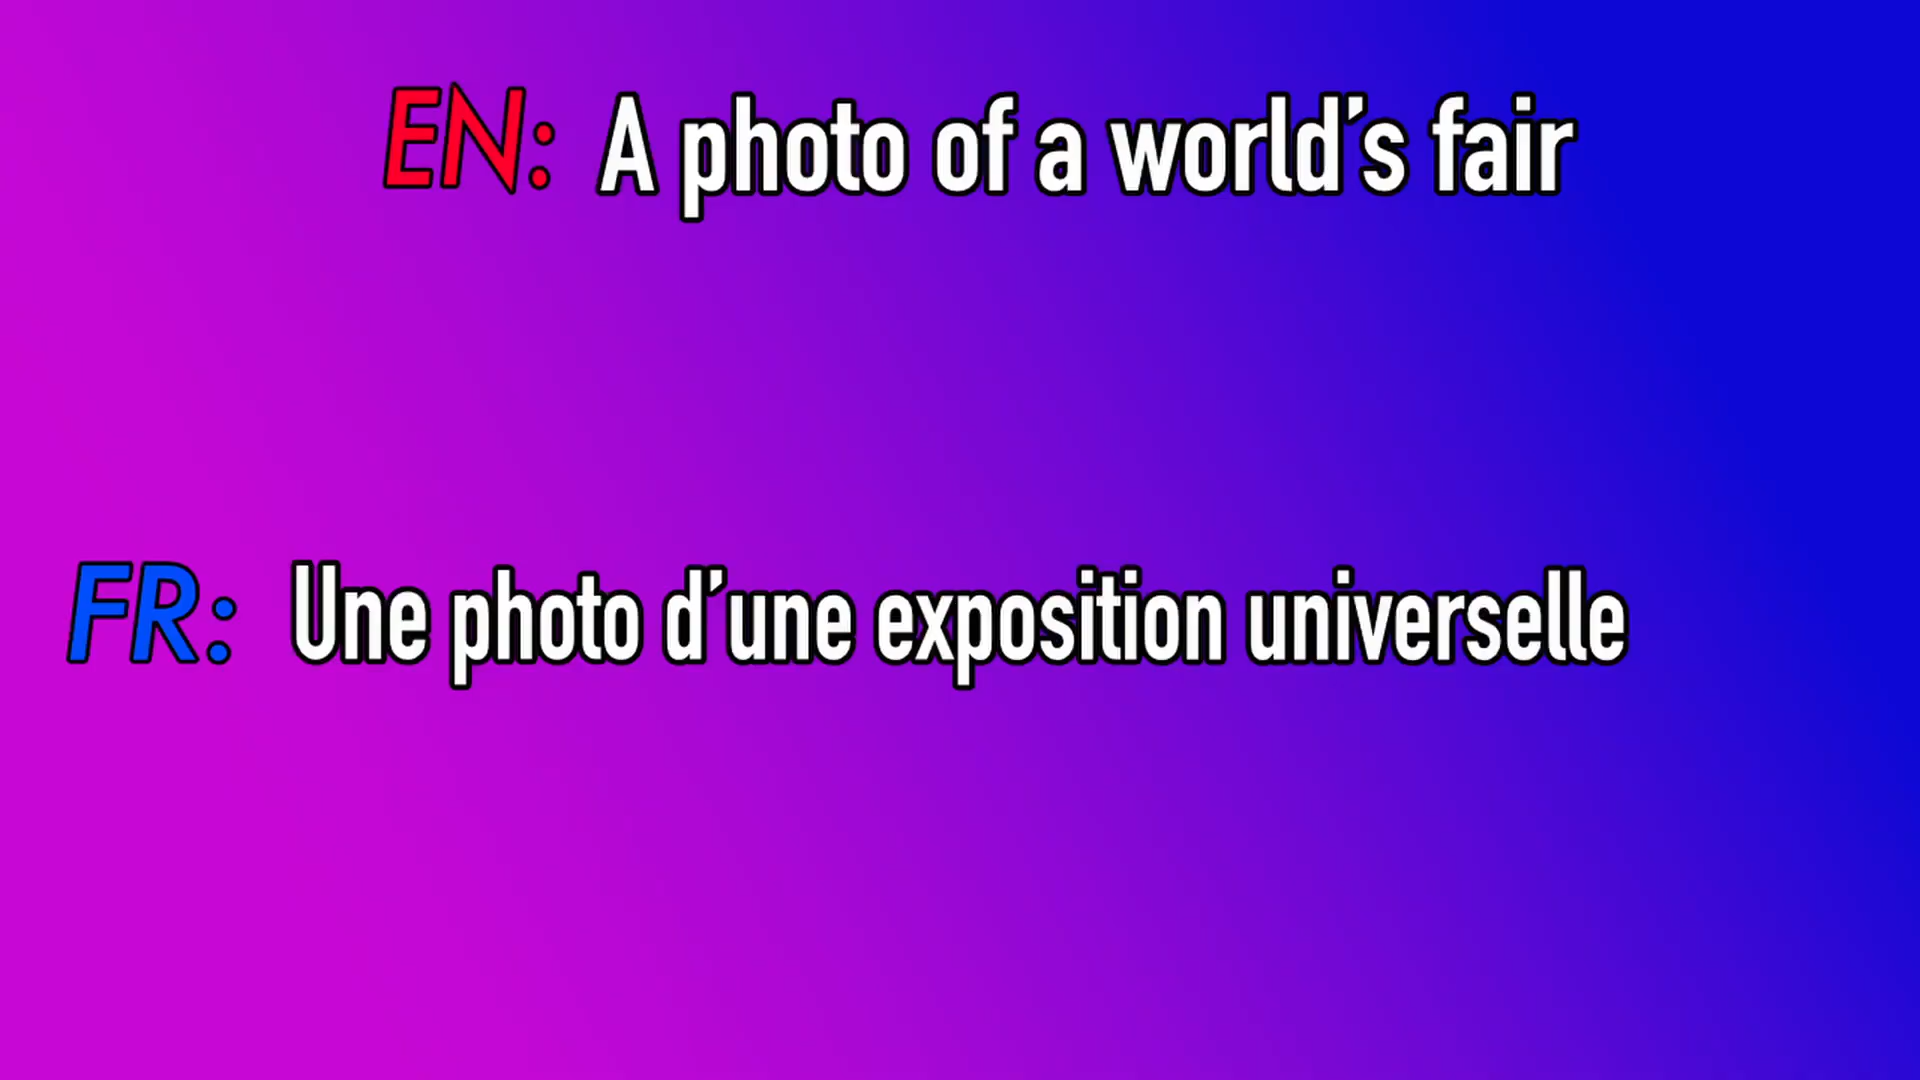 EN: A photo of a world’s fair
FR: Une photo d’une exposition universelle